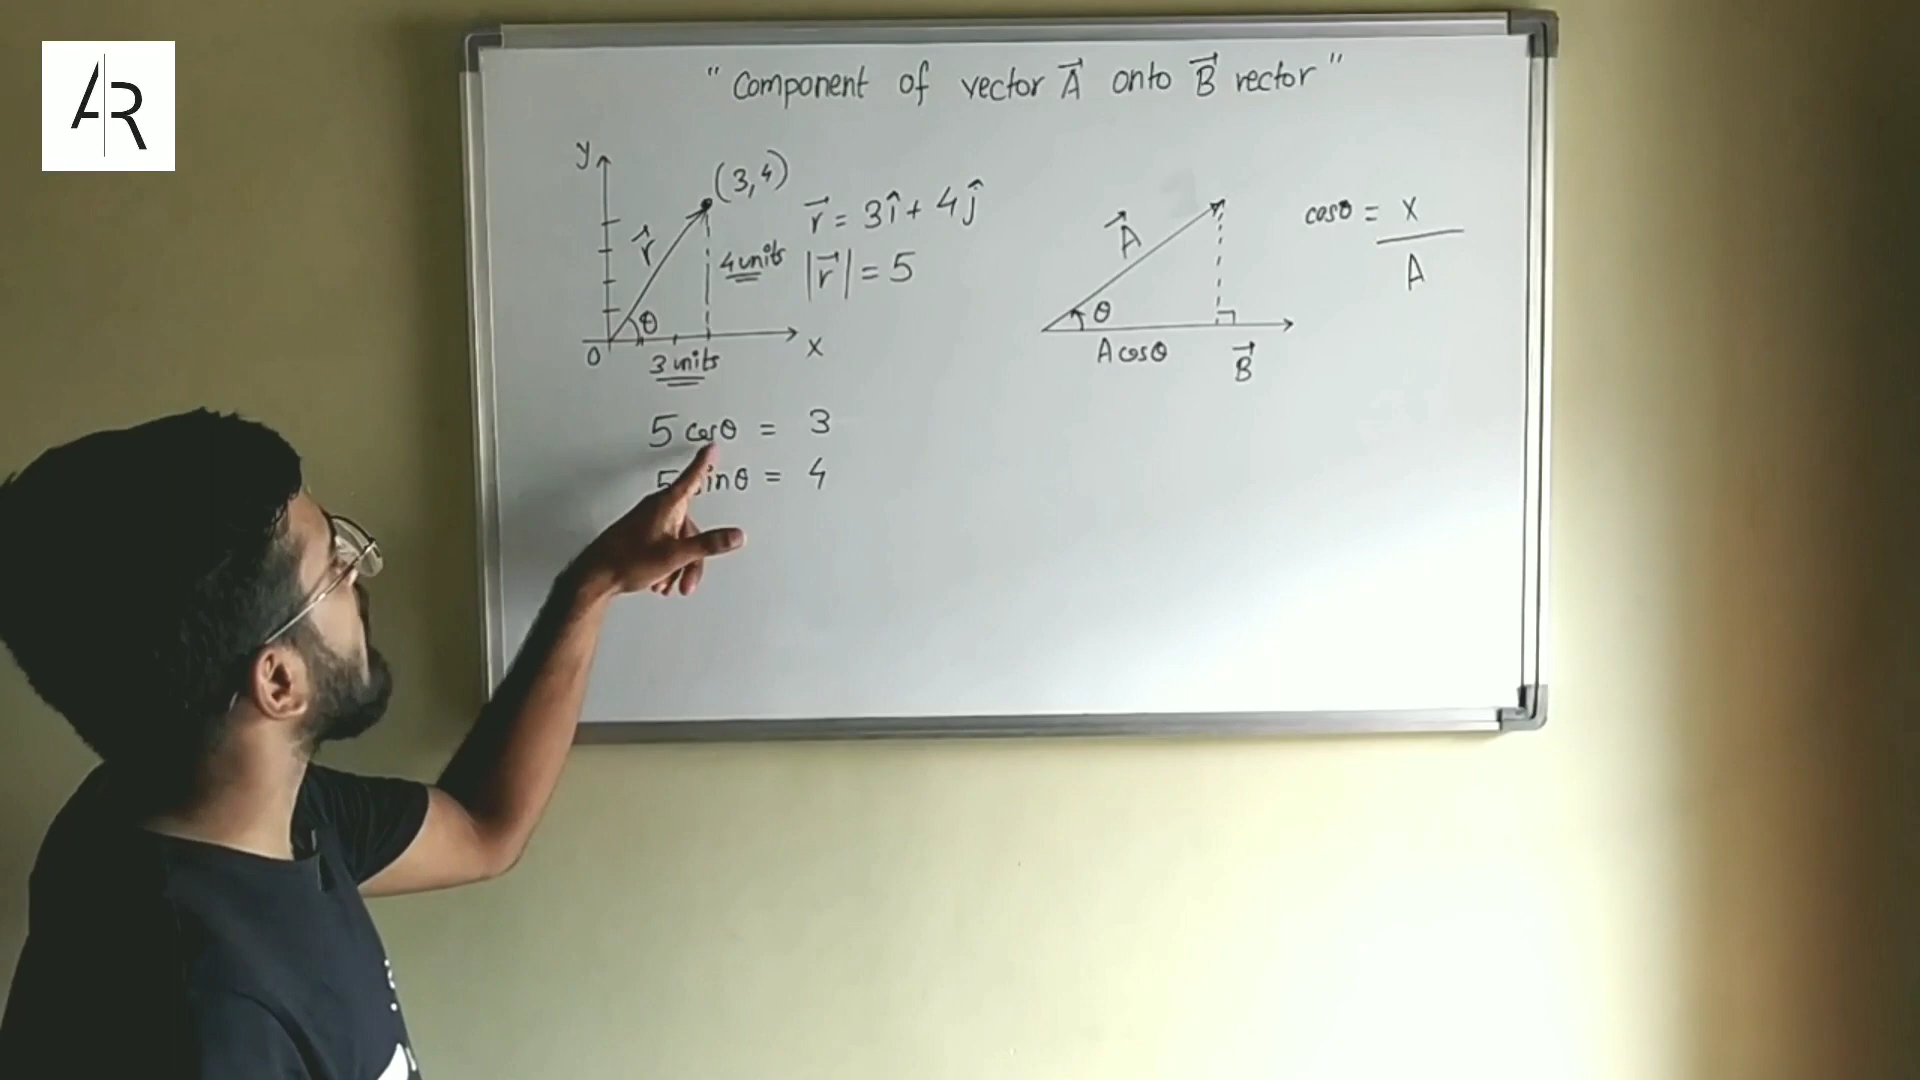 AR
" Component of vector A⃗ onto B⃗ vector "
y
(3,4)
r⃗
r⃗ = 3î + 4ĵ
4 units
|r⃗| = 5
θ
O
3 units
x
5 cosθ = 3
5 sinθ = 4
A⃗
θ
A cosθ
B⃗
cosθ = x
A